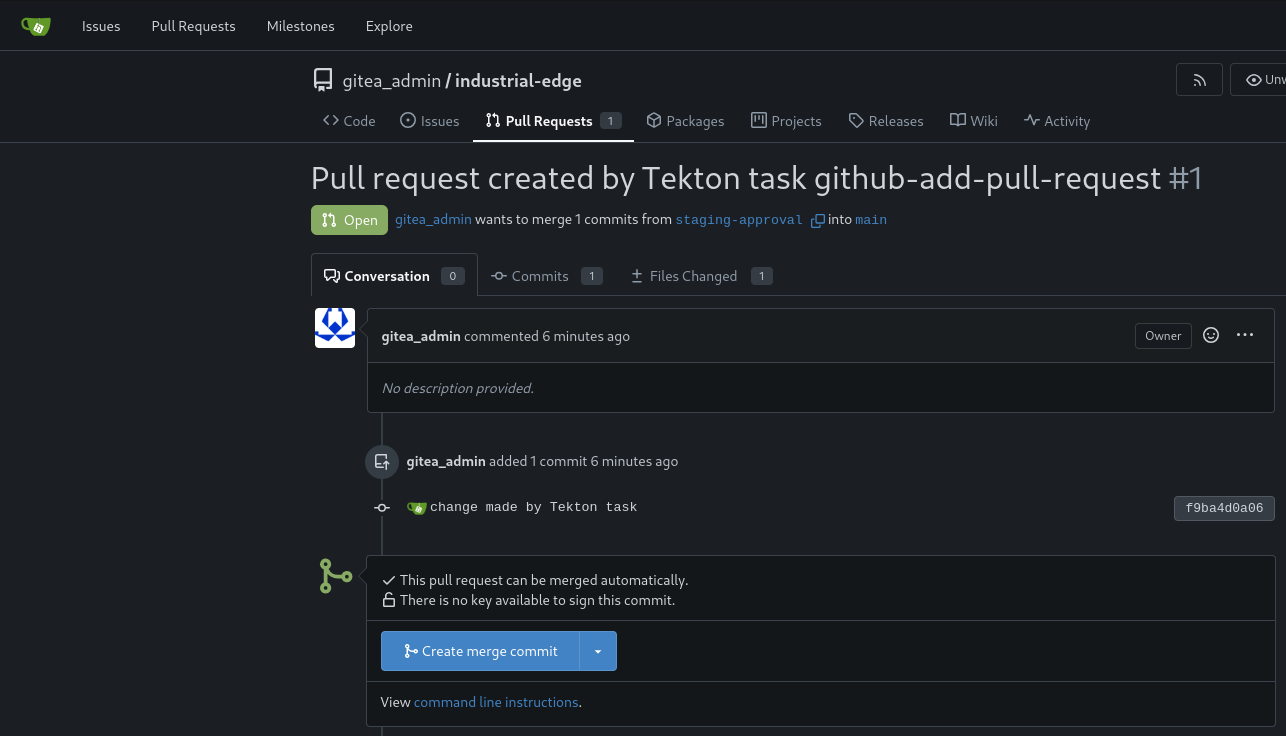 Issues Pull Requests Milestones Explore
gitea_admin / industrial-edge
Code Issues Pull Requests 1 Packages Projects Releases Wiki Activity
Pull request created by Tekton task github-add-pull-request #1
Open gitea_admin wants to merge 1 commits from staging-approval into main
Conversation 0 Commits 1 Files Changed 1
gitea_admin commented 6 minutes ago Owner
No description provided.
gitea_admin added 1 commit 6 minutes ago
change made by Tekton task f9ba4d0a06
This pull request can be merged automatically.
There is no key available to sign this commit.
Create merge commit
View command line instructions.